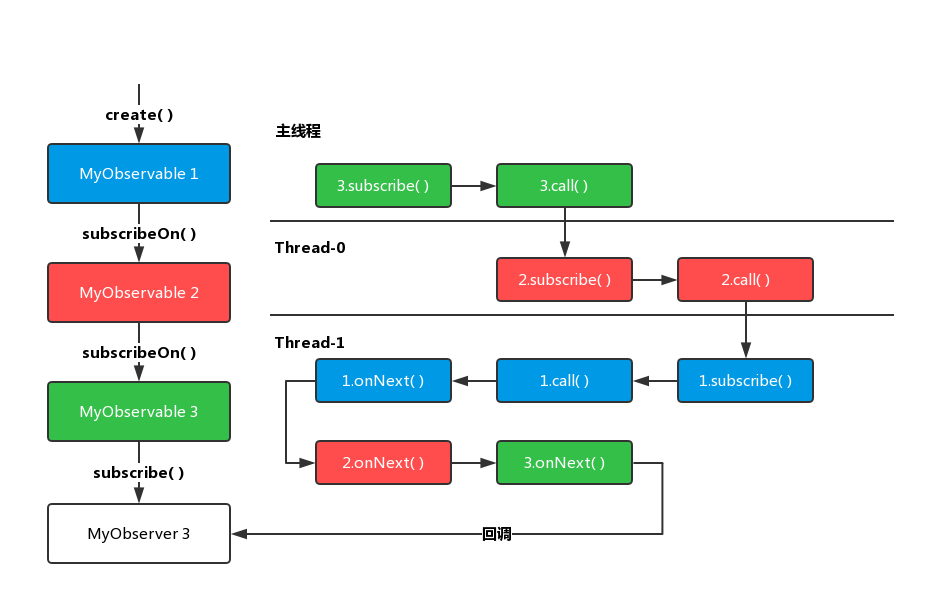 create( )
MyObservable 1
subscribeOn( )
MyObservable 2
subscribeOn( )
MyObservable 3
subscribe( )
MyObserver 3
主线程
3.subscribe( )
3.call( )
Thread-0
2.subscribe( )
2.call( )
Thread-1
1.onNext( )
1.call( )
1.subscribe( )
2.onNext( )
3.onNext( )
回调